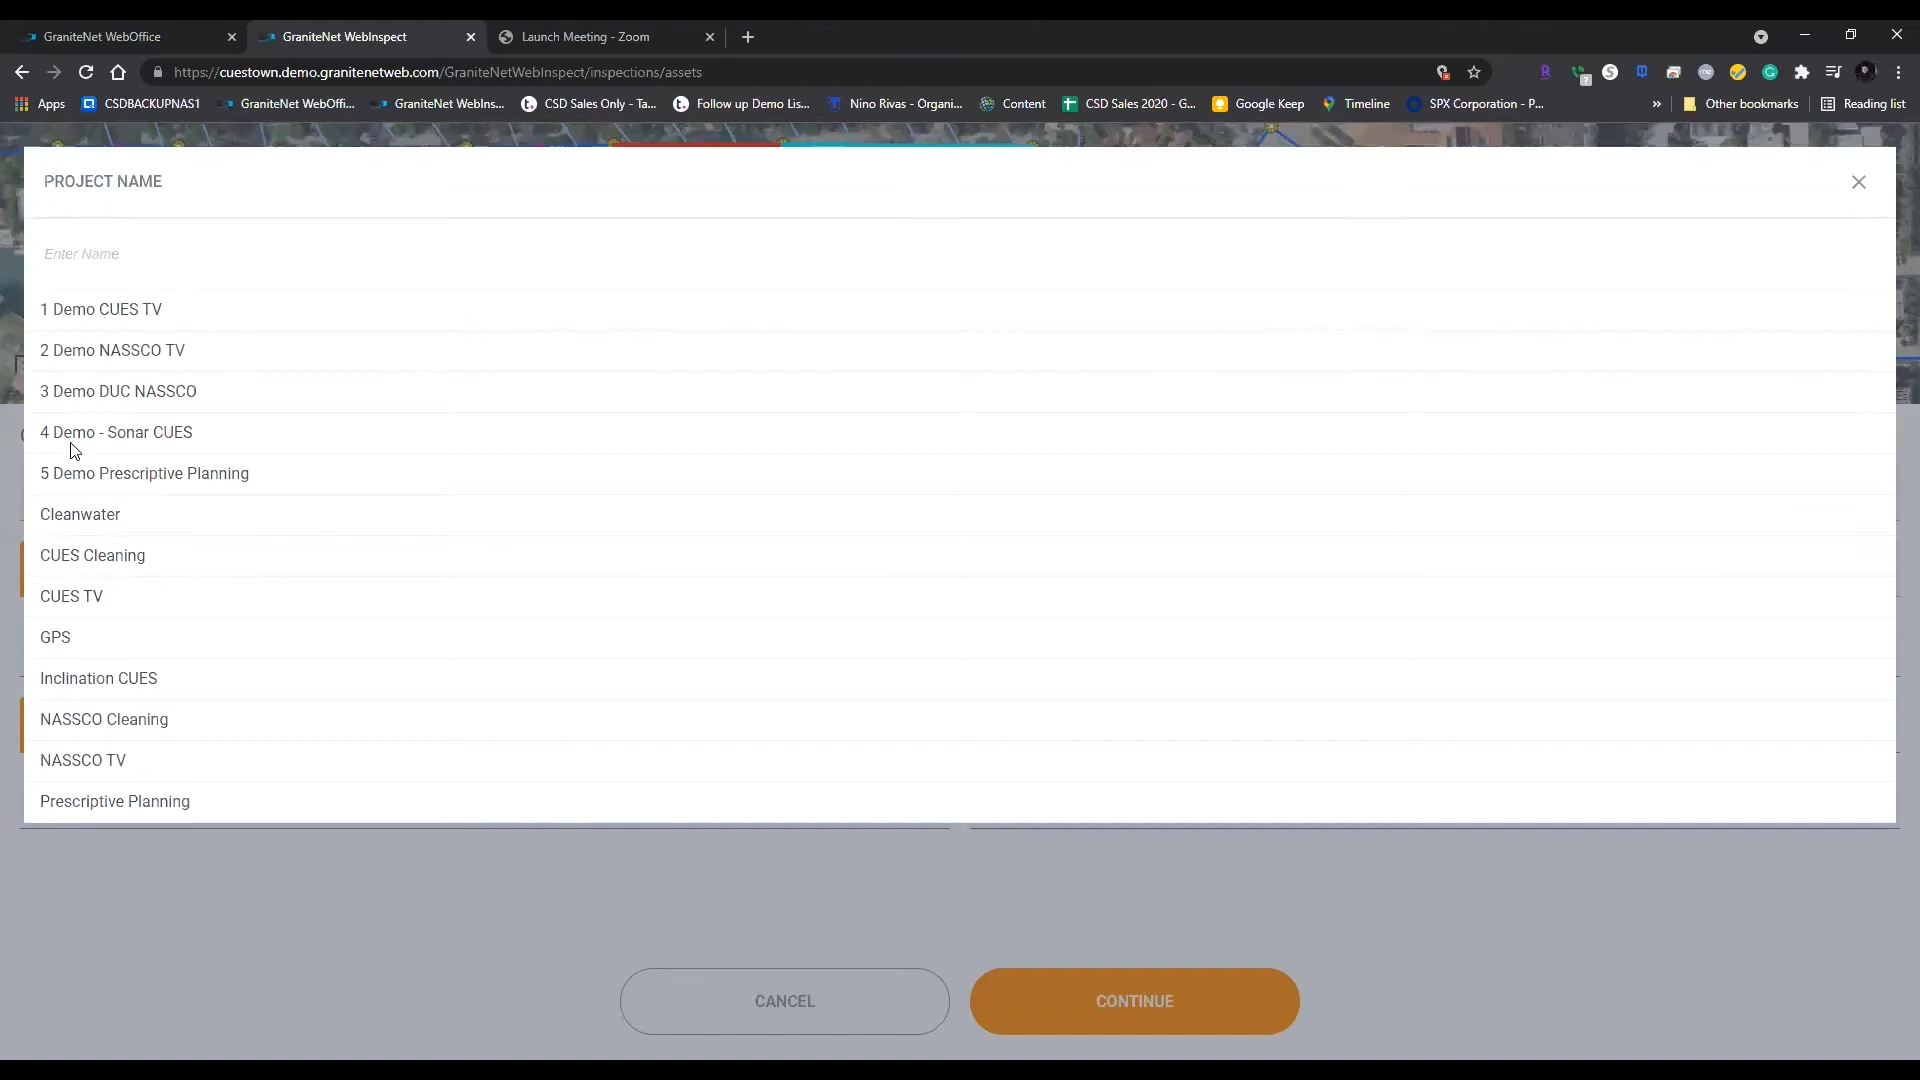 GraniteNet WebOffice
GraniteNet WebInspect
Launch Meeting - Zoom
https://cuestown.demo.granitenetweb.com/GraniteNetWebInspect/inspections/assets
Apps
CSDBACKUPNAS1
GraniteNet WebOffi...
GraniteNet WebIns...
CSD Sales Only - Ta...
Follow up Demo Lis...
Nino Rivas - Organi...
Content
CSD Sales 2020 - G...
Google Keep
Timeline
SPX Corporation - P...
»
Other bookmarks
Reading list
PROJECT NAME
Enter Name
1 Demo CUES TV
2 Demo NASSCO TV
3 Demo DUC NASSCO
4 Demo - Sonar CUES
5 Demo Prescriptive Planning
Cleanwater
CUES Cleaning
CUES TV
GPS
Inclination CUES
NASSCO Cleaning
NASSCO TV
Prescriptive Planning
CANCEL
CONTINUE